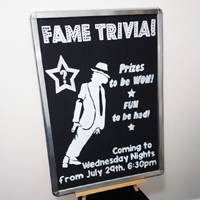 FAME TRIVIA!
?
Prizes
to be WON!
FUN
to be had!
Coming to
Wednesday Nights
from July 29th, 6:30pm